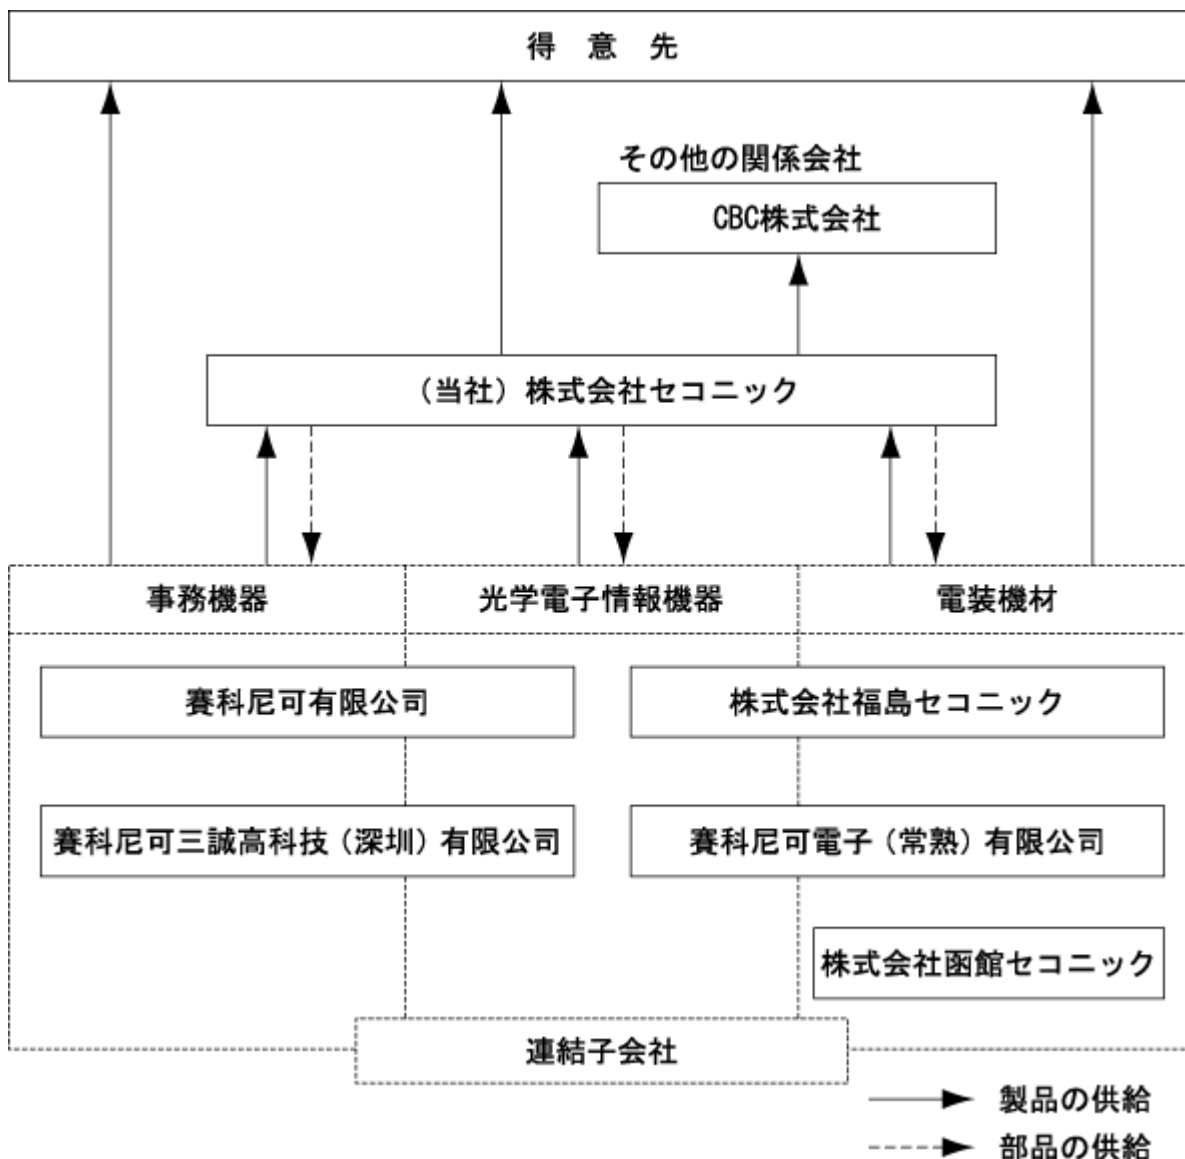 得 意 先
その他の関係会社
CBC株式会社
（当社）株式会社セコニック
事務機器
光学電子情報機器
電装機材
賽科尼可有限公司
株式会社福島セコニック
賽科尼可三誠高科技（深圳）有限公司
賽科尼可電子（常熟）有限公司
株式会社函館セコニック
連結子会社
製品の供給
部品の供給